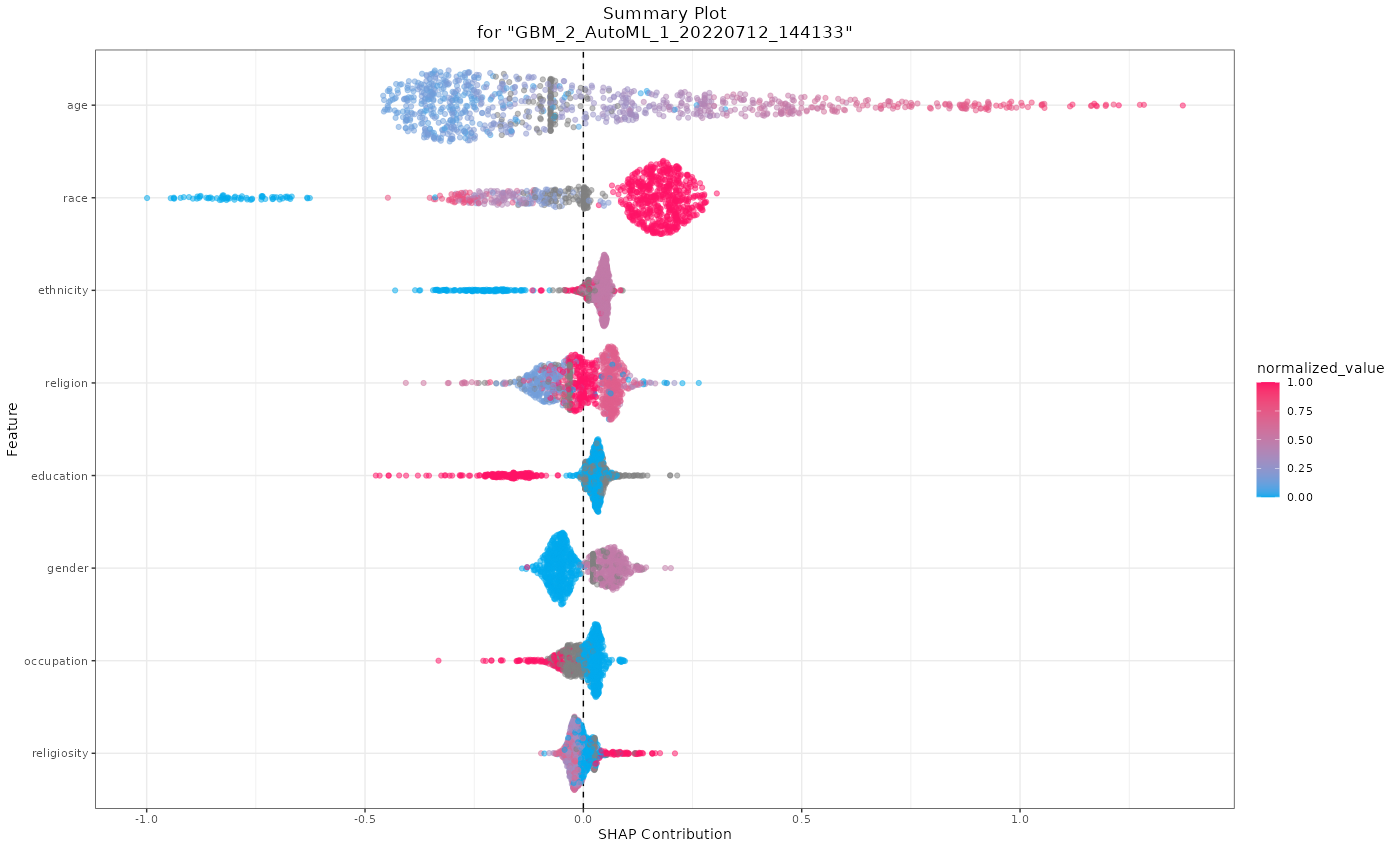 Summary Plot
for "GBM_2_AutoML_1_20220712_144133"
Feature
age
race
ethnicity
religion
education
gender
occupation
religiosity
-1.0
-0.5
0.0
0.5
1.0
SHAP Contribution
normalized_value
1.00
0.75
0.50
0.25
0.00